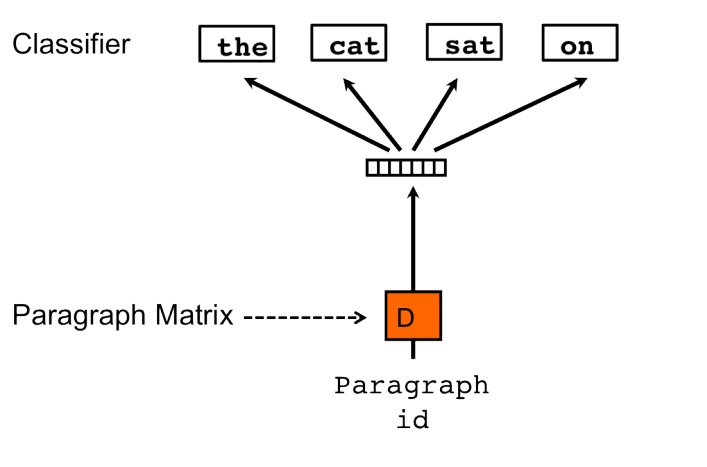 Classifier the cat sat on
Paragraph Matrix D
Paragraph
id